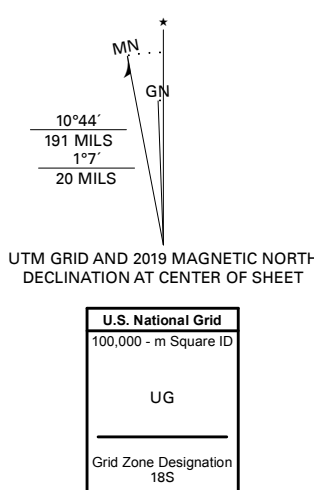 ★
MN
GN
10°44´
191 MILS
1°7´
20 MILS
UTM GRID AND 2019 MAGNETIC NORTH
DECLINATION AT CENTER OF SHEET
U.S. National Grid
100,000 - m Square ID
UG
Grid Zone Designation
18S